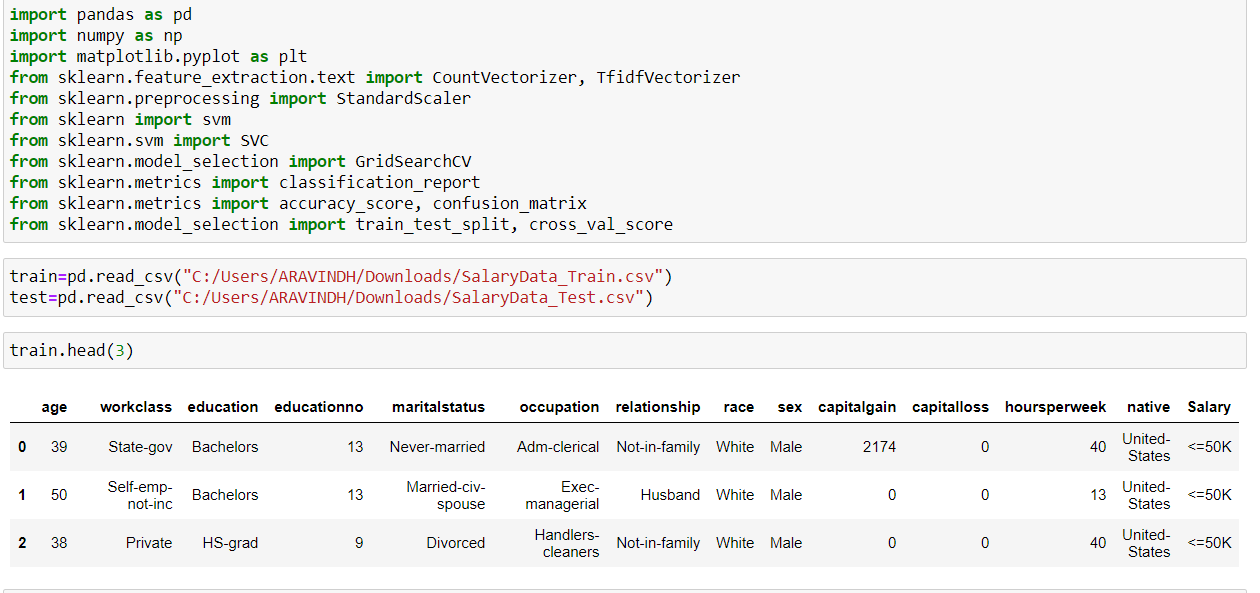 import pandas as pd
import numpy as np
import matplotlib.pyplot as plt
from sklearn.feature_extraction.text import CountVectorizer, TfidfVectorizer
from sklearn.preprocessing import StandardScaler
from sklearn import svm
from sklearn.svm import SVC
from sklearn.model_selection import GridSearchCV
from sklearn.metrics import classification_report
from sklearn.metrics import accuracy_score, confusion_matrix
from sklearn.model_selection import train_test_split, cross_val_score
train=pd.read_csv("C:/Users/ARAVINDH/Downloads/SalaryData_Train.csv")
test=pd.read_csv("C:/Users/ARAVINDH/Downloads/SalaryData_Test.csv")
train.head(3)
age workclass education educationno maritalstatus occupation relationship race sex capitalgain capitalloss hoursperweek native Salary
0 39 State-gov Bachelors 13 Never-married Adm-clerical Not-in-family White Male 2174 0 40 United-States <=50K
1 50 Self-emp-not-inc Bachelors 13 Married-civ-spouse Exec-managerial Husband White Male 0 0 13 United-States <=50K
2 38 Private HS-grad 9 Divorced Handlers-cleaners Not-in-family White Male 0 0 40 United-States <=50K